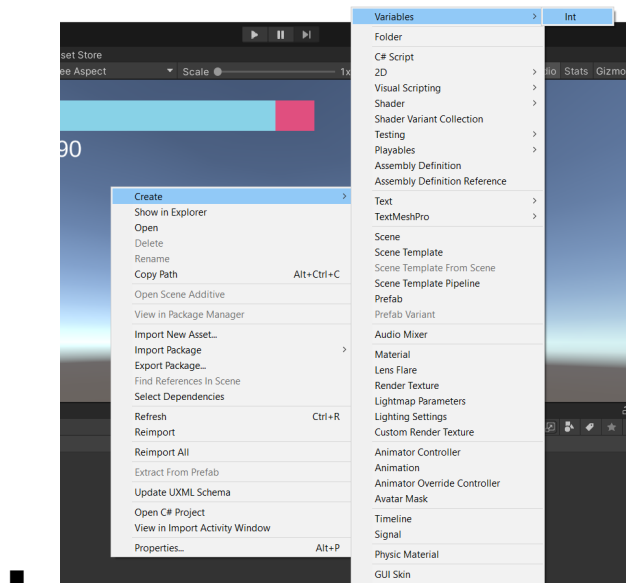 Variables
Int
Folder
set Store
C# Script
ee Aspect
Scale
1x
2D
dio Stats Gizmo
Visual Scripting
Shader
Shader Variant Collection
Testing
90
Playables
Assembly Definition
Assembly Definition Reference
Create
Show in Explorer
Open
Delete
Rename
Copy Path Alt+Ctrl+C
Open Scene Additive
View in Package Manager
Import New Asset...
Import Package
Export Package...
Find References In Scene
Select Dependencies
Refresh Ctrl+R
Reimport
Reimport All
Extract From Prefab
Update UXML Schema
Open C# Project
View in Import Activity Window
Properties... Alt+P
Text
TextMeshPro
Scene
Scene Template
Scene Template From Scene
Scene Template Pipeline
Prefab
Prefab Variant
Audio Mixer
Material
Lens Flare
Render Texture
Lightmap Parameters
Lighting Settings
Custom Render Texture
Animator Controller
Animation
Animator Override Controller
Avatar Mask
Timeline
Signal
Physic Material
GUI Skin